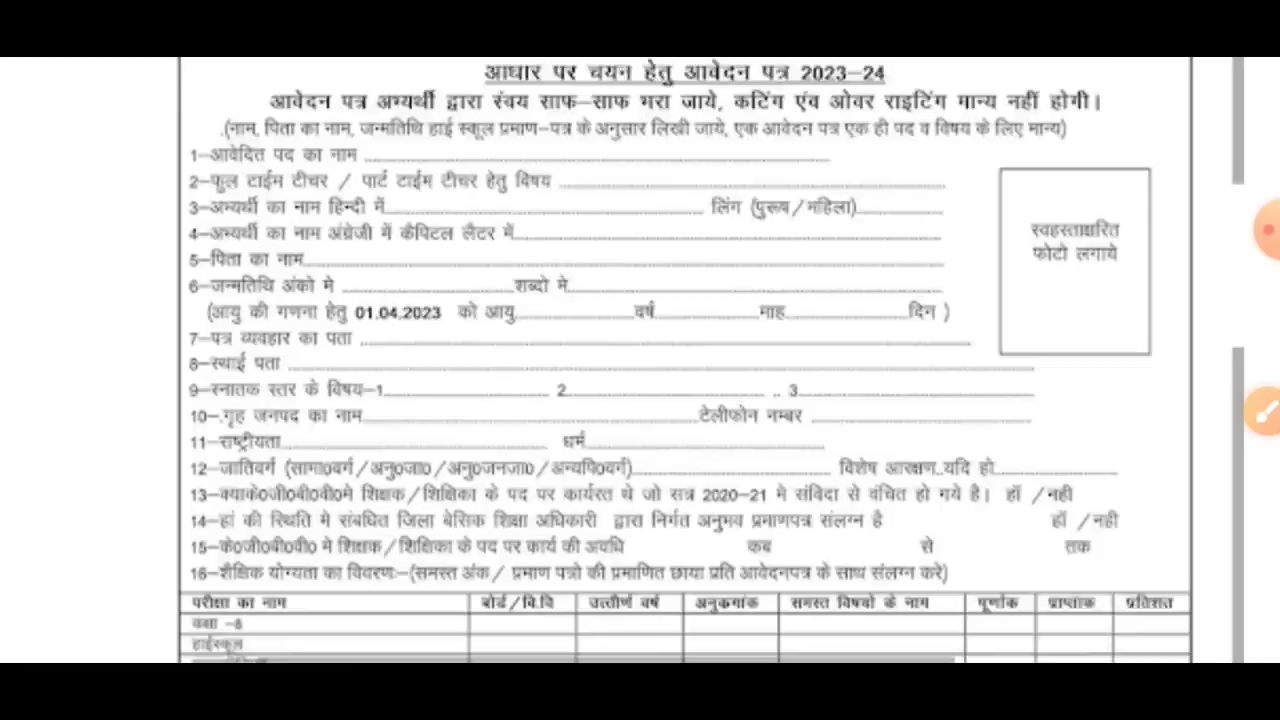 आधार पर चयन हेतु आवेदन पत्र 2023–24
आवेदन पत्र अभ्यर्थी द्वारा स्ंवय साफ–साफ भरा जाये, कटिंग एंव ओवर राइटिंग मान्य नहीं होगी।
(नाम, पिता का नाम, जन्मतिथि हाई स्कूल प्रमाण–पत्र के अनुसार लिखी जाये, एक आवेदन पत्र एक ही पद व विषय के लिए मान्य)
1–आवेदित पद का नाम
2–फुल टाईम टीचर / पार्ट टाईम टीचर हेतु विषय
3–अभ्यर्थी का नाम हिन्दी में लिंग (पुरूष/महिला)
4–अभ्यर्थी का नाम अंग्रेजी में कैपिटल लैटर में
5–पिता का नाम
6–जन्मतिथि अंको मे शब्दो मे
(आयु की गणना हेतु 01.04.2023 को आयु वर्ष माह दिन )
स्वहस्ताक्षरित
फोटो लगाये
7–पत्र व्यवहार का पता
8–स्थाई पता
9–स्नातक स्तर के विषय–1 2 3
10–गृह जनपद का नाम टेलीफोन नम्बर
11–राष्ट्रीयता धर्म
12–जातिवर्ग (सामा0वर्ग/अनु0जा0/अनु0जनजा0/अन्यपि0वर्ग) विशेष आरक्षण यदि हो
13–क्याके0जी0बी0वी0मे शिक्षक/शिक्षिका के पद पर कार्यरत थे जो सत्र 2020–21 मे संविदा से वंचित हो गये है। हॉ /नही
14–हां की स्थिति मे संबधित जिला बेसिक शिक्षा अधिकारी द्वारा निर्गत अनुभव प्रमाणपत्र संलग्न है हॉ /नही
15–के0जी0बी0वी0 मे शिक्षक/शिक्षिका के पद पर कार्य की अवधि कब से तक
16–शैक्षिक योग्यता का विवरणः–(समस्त अंक/ प्रमाण पत्रो की प्रमाणित छाया प्रति आवेदनपत्र के साथ संलग्न करे)
परीक्षा का नाम बोर्ड/वि.वि उत्तीर्ण वर्ष अनुकमांक समस्त विषयो के नाम पूर्णांक प्राप्तांक प्रतिशत
कक्षा –8
हाईस्कूल